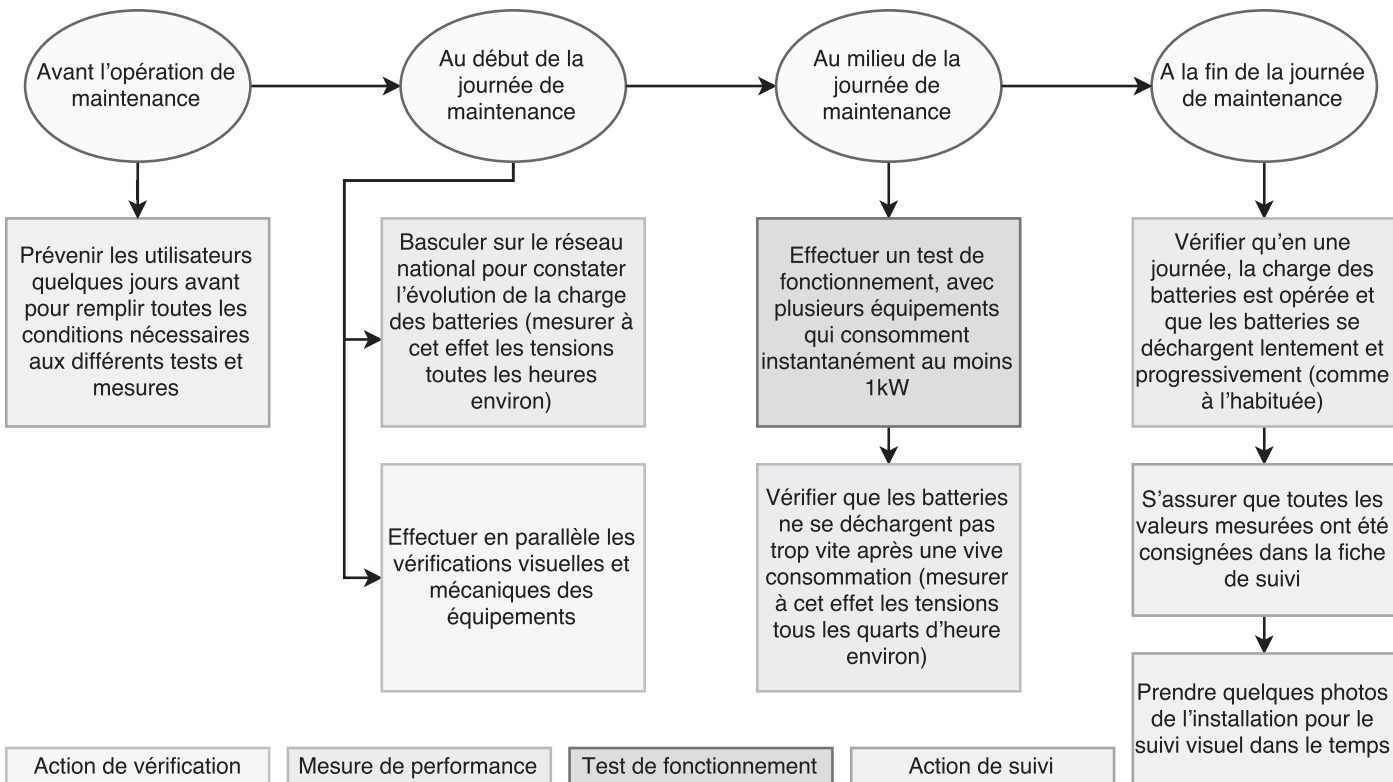 Avant l'opération de
maintenance
Au début de la
journée de
maintenance
Au milieu de la
journée de
maintenance
A la fin de la journée
de maintenance
Prévenir les utilisateurs
quelques jours avant
pour remplir toutes les
conditions nécessaires
aux différents tests et
mesures
Basculer sur le réseau
national pour constater
l'évolution de la charge
des batteries (mesurer à
cet effet les tensions
toutes les heures
environ)
Effectuer en parallèle les
vérifications visuelles et
mécaniques des
équipements
Effectuer un test de
fonctionnement, avec
plusieurs équipements
qui consomment
instantanément au moins
1kW
Vérifier que les batteries
ne se déchargent pas
trop vite après une vive
consommation (mesurer
à cet effet les tensions
tous les quarts d'heure
environ)
Vérifier qu'en une
journée, la charge des
batteries est opérée et
que les batteries se
déchargent lentement et
progressivement (comme
à l'habituée)
S'assurer que toutes les
valeurs mesurées ont été
consignées dans la fiche
de suivi
Prendre quelques photos
de l'installation pour le
suivi visuel dans le temps
Action de vérification
Mesure de performance
Test de fonctionnement
Action de suivi